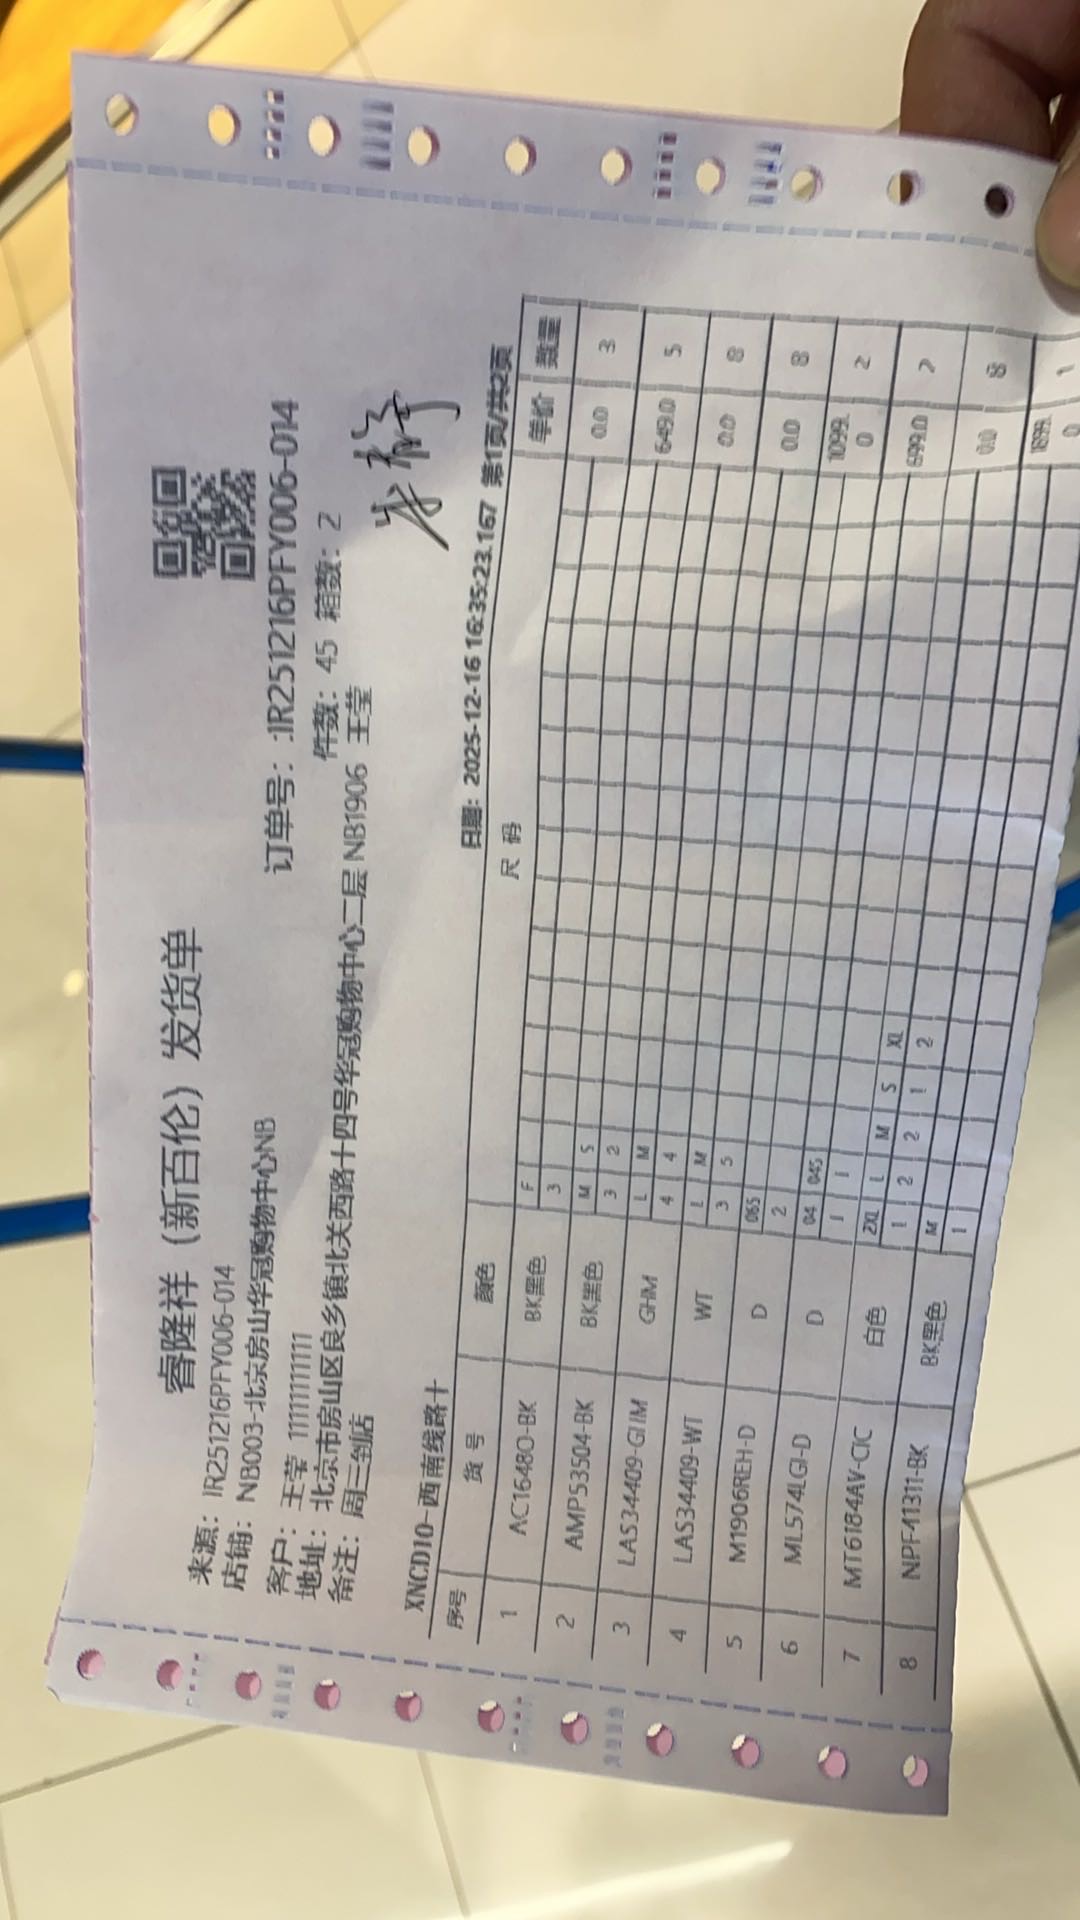 睿隆祥（新百伦）发货单
来源：IR251216PFY006-014
订单号：:IR251216PFY006-014
店铺：NB003-北京房山华冠购物中心NB
件数：45 箱数：2
客户：王莹 11111111111
地址：北京市房山区良乡镇北关西路十四号华冠购物中心二层 NB1906 王莹
备注：周三到店
XNCD10-西南线路十
日期：2025-12-16 16:35:23.167 第1页/共2页
序号 货号 颜色 尺码 单价 数量
1 AC16480-BK BK黑色 F 0.0 3
3
2 AMP53504-BK BK黑色 M S 649.0 5
3 2
3 LAS34409-GHM GHM L M 0.0 8
4 4
4 LAS34409-WT WT L M 0.0 8
3 5
5 M1906REH-D D 065 1099.0 2
2
6 ML574LGJ-D D 04 045 699.0 2
1 1
7 MT6184AV-CIC 白色 2XL L M S XL 0.0 8
1 2 2 1 2
8 NPF41311-BK BK黑色 M 1899.0 1
1